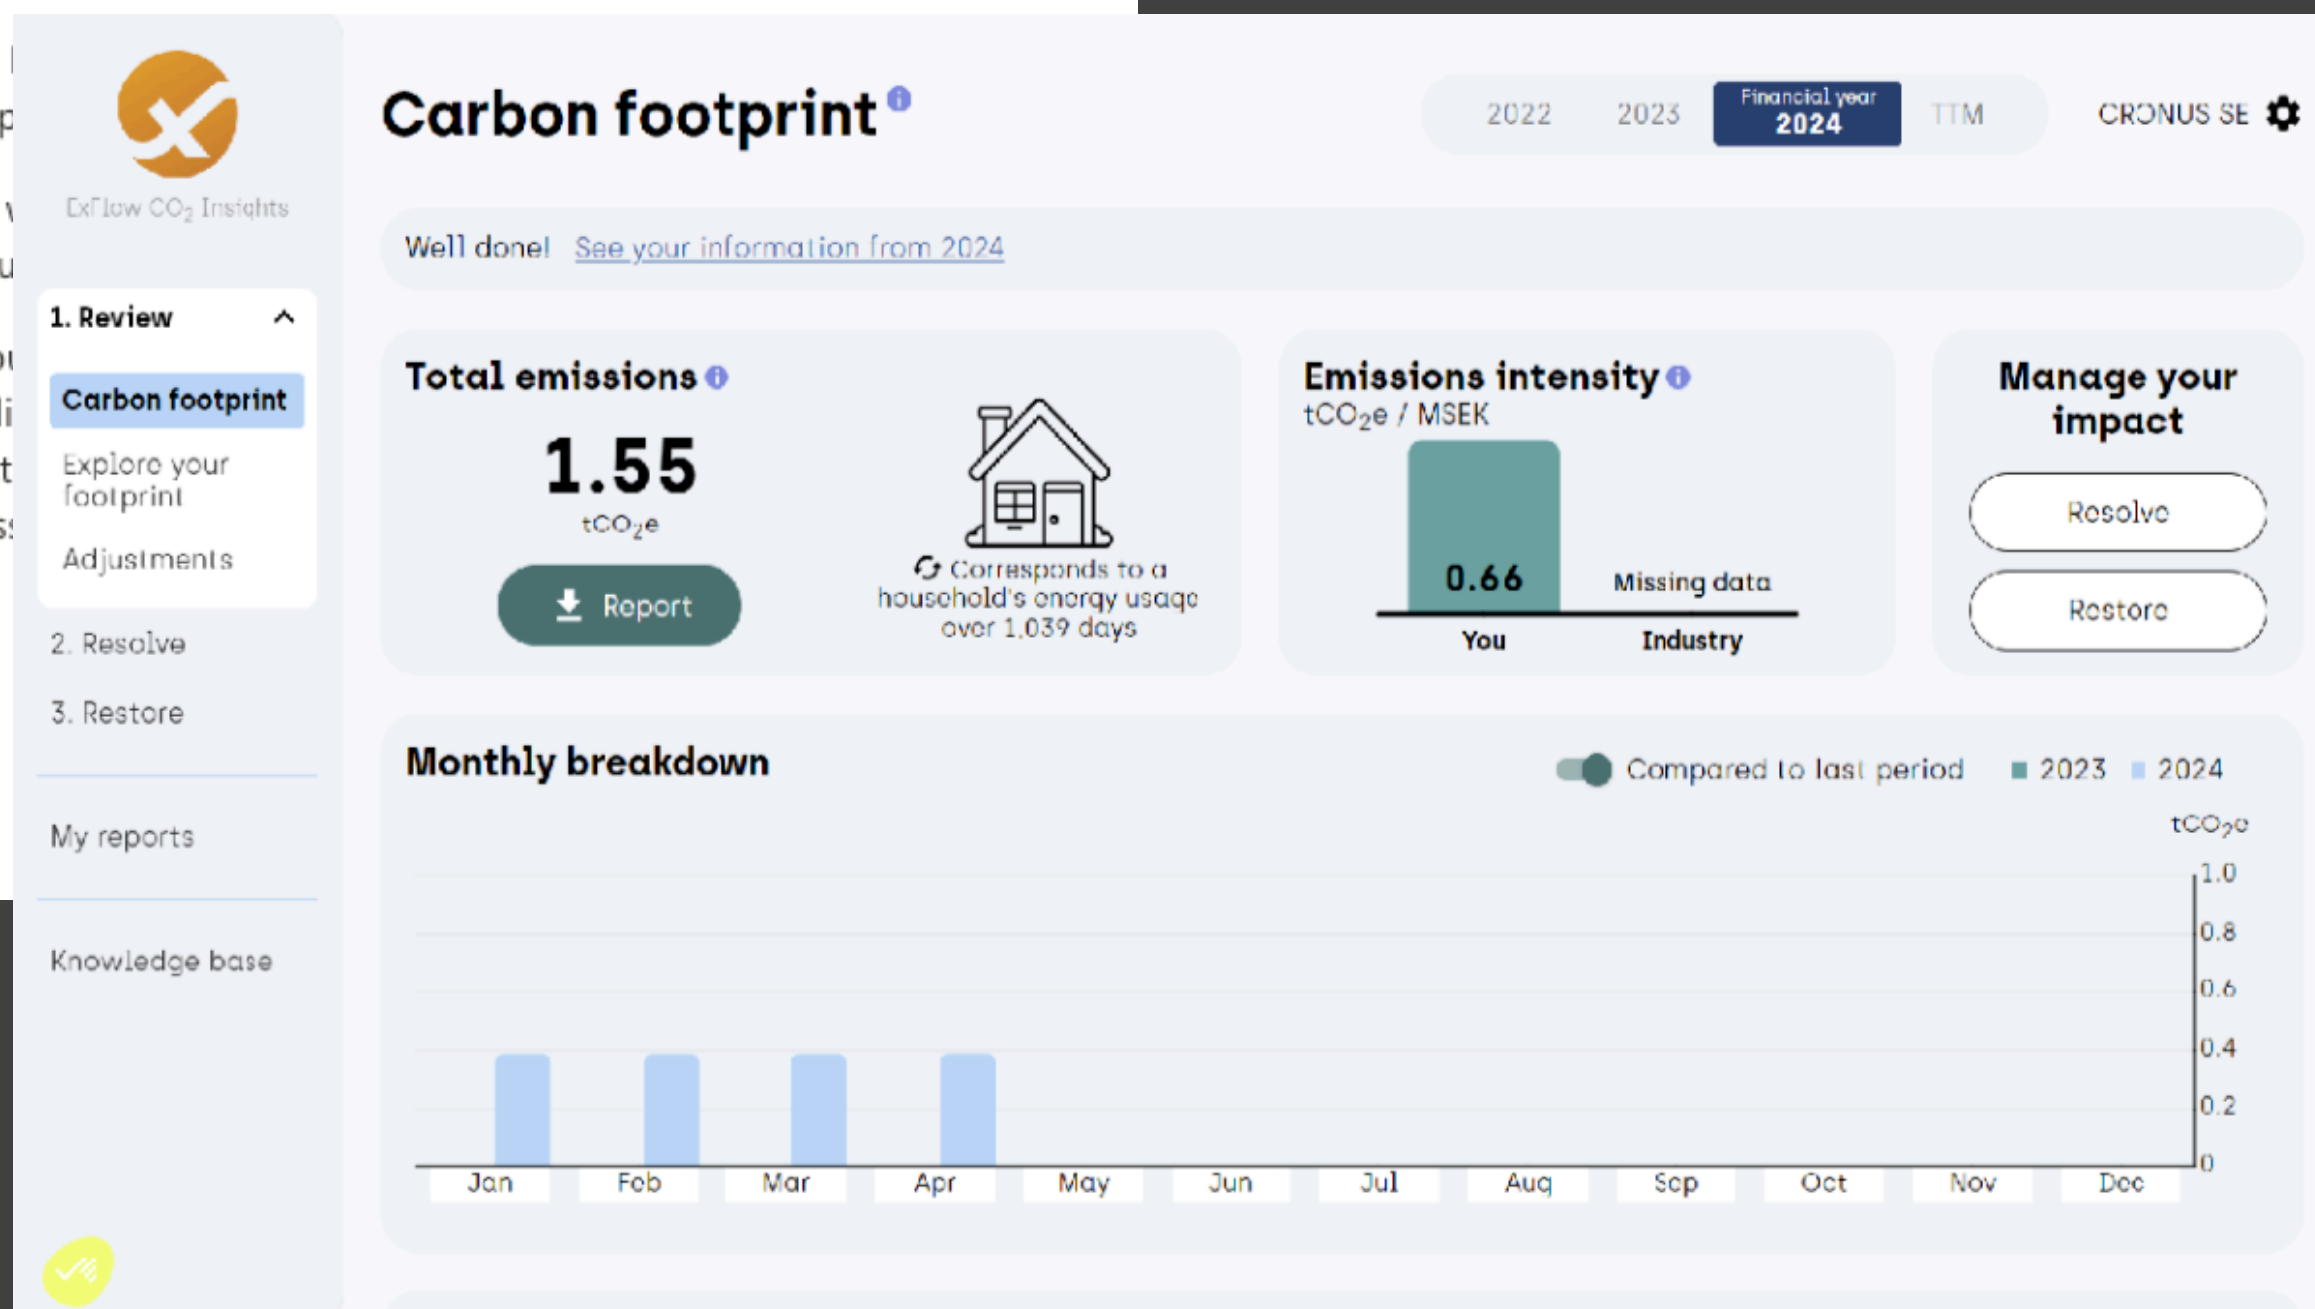 ExFlow CO₂ Insights
1. Review
Carbon footprint
Explore your
footprint
Adjustments
2. Resolve
3. Restore
My reports
Knowledge base
Carbon footprint
2022
2023
Financial year
2024
TTM
CRONUS SE
Well done! See your information from 2024
Total emissions
1.55
tCO₂e
Report
Corresponds to a
household's energy usage
over 1,039 days
Emissions intensity
tCO₂e / MSEK
0.66
Missing data
You
Industry
Manage your
impact
Resolve
Restore
Monthly breakdown
Compared to last period
2023
2024
tCO₂e
1.0
0.8
0.6
0.4
0.2
0
Jan Feb Mar Apr May Jun Jul Aug Sep Oct Nov Dec